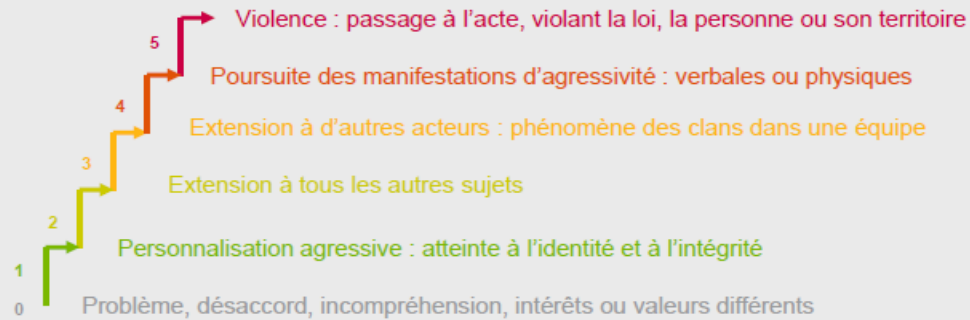 5 Violence : passage à l'acte, violant la loi, la personne ou son territoire
4 Poursuite des manifestations d'agressivité : verbales ou physiques
3 Extension à d'autres acteurs : phénomène des clans dans une équipe
2 Extension à tous les autres sujets
1 Personnalisation agressive : atteinte à l'identité et à l'intégrité
0 Problème, désaccord, incompréhension, intérêts ou valeurs différents